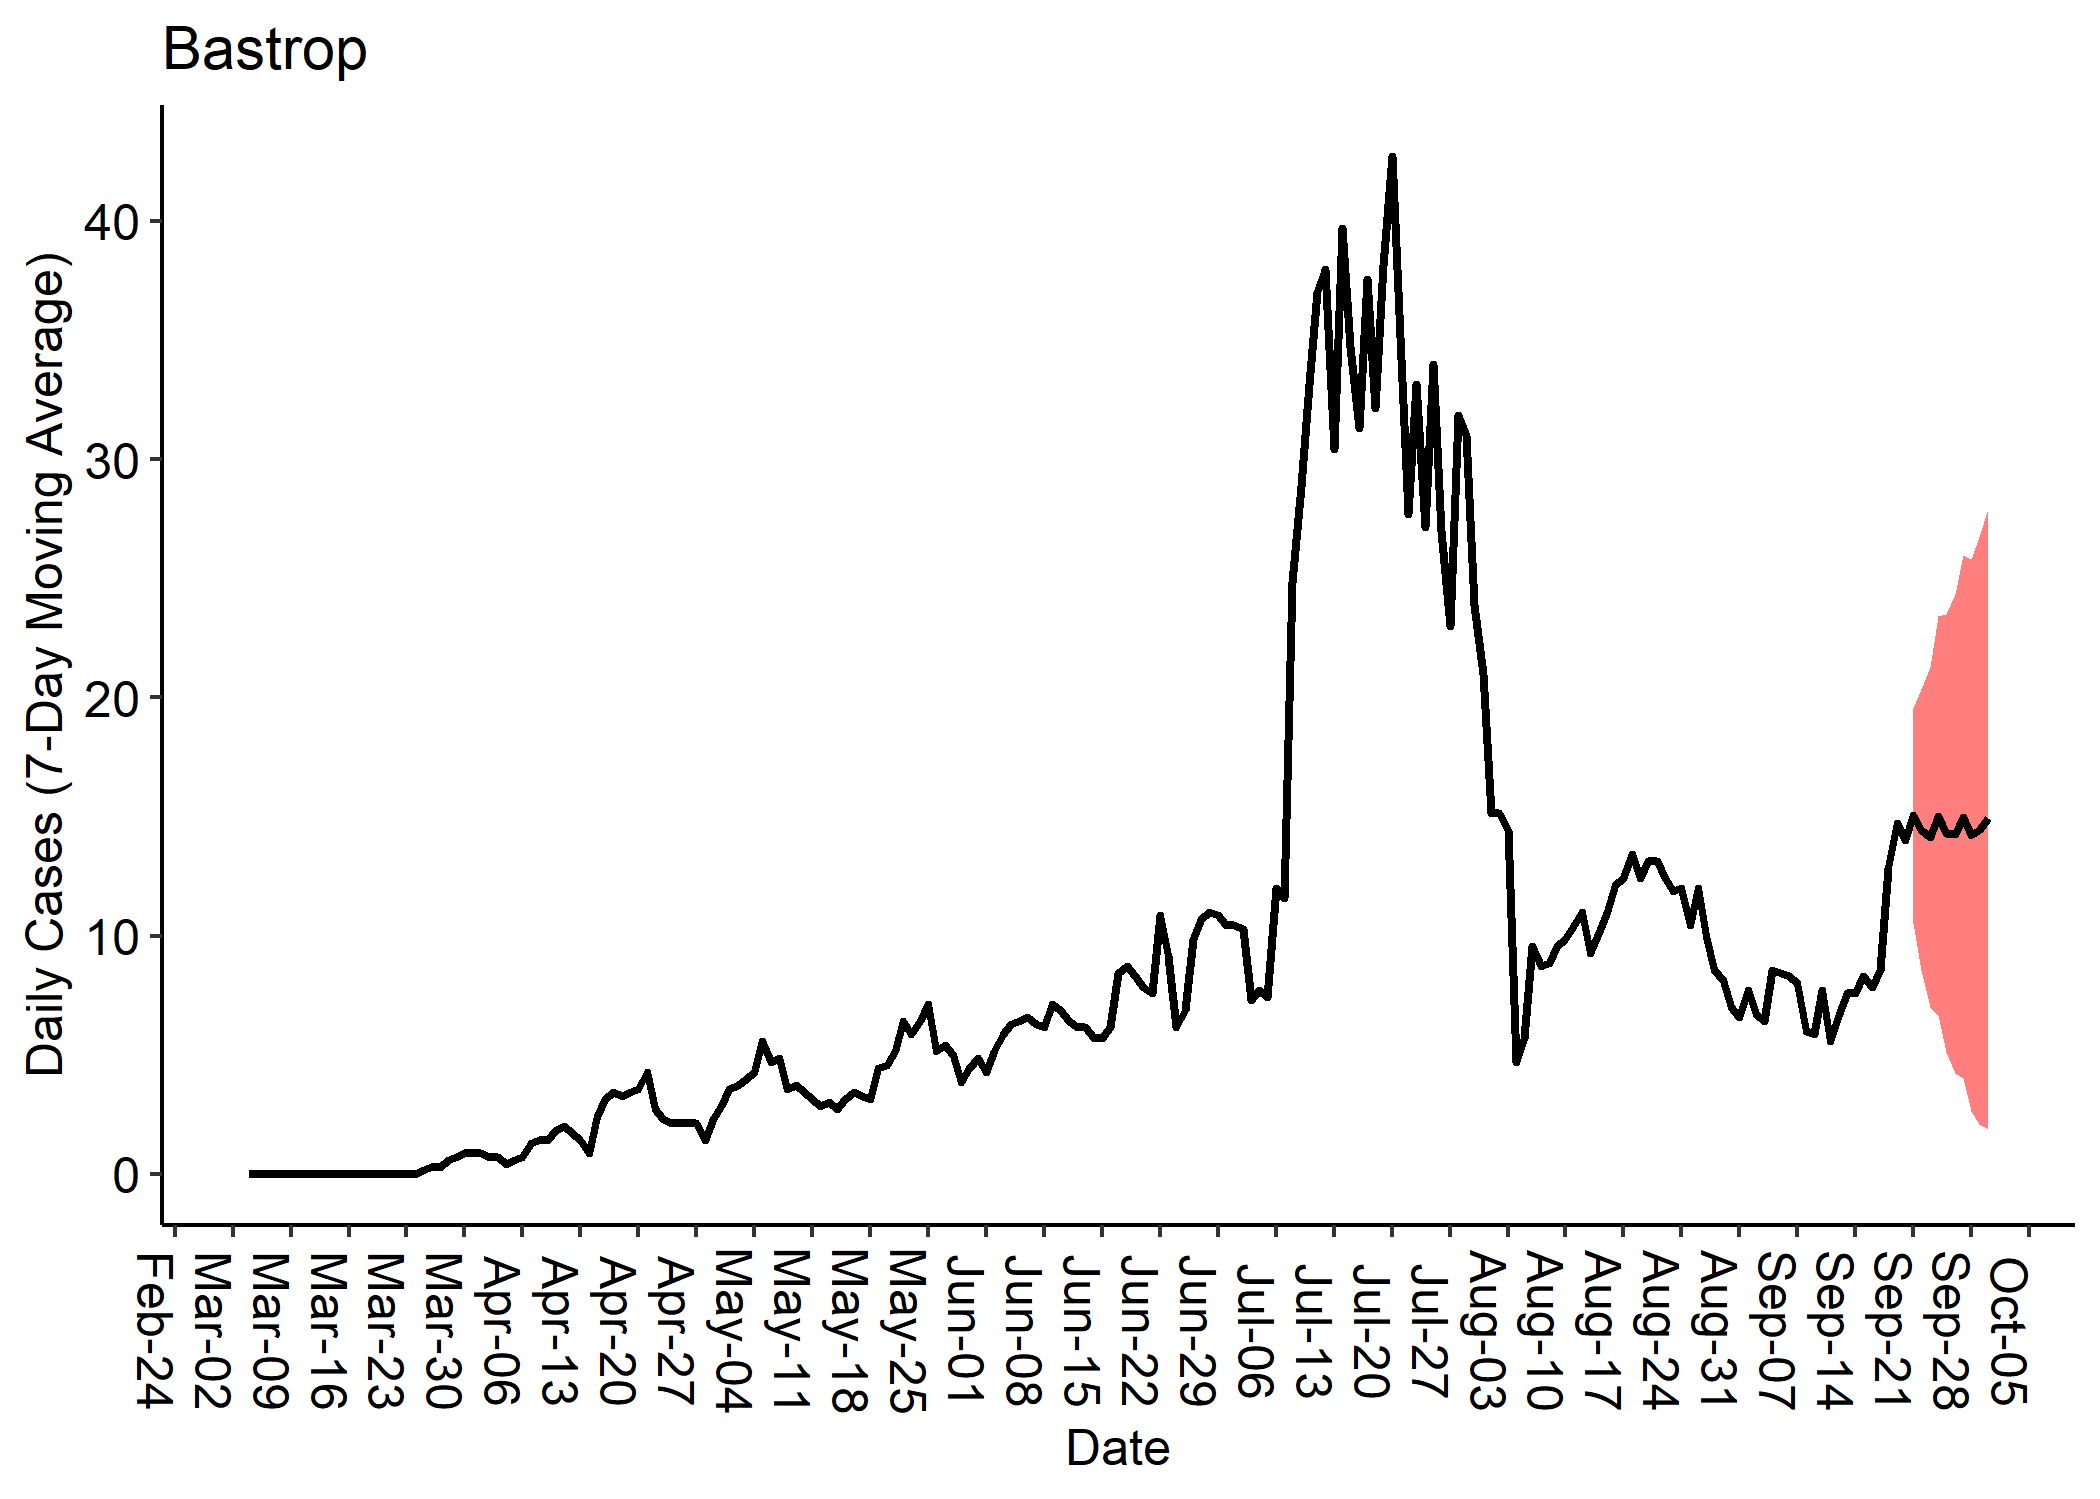 Bastrop
Daily Cases (7-Day Moving Average)
40
30
20
10
0
Feb-24
Mar-02
Mar-09
Mar-16
Mar-23
Mar-30
Apr-06
Apr-13
Apr-20
Apr-27
May-04
May-11
May-18
May-25
Jun-01
Jun-08
Jun-15
Jun-22
Jun-29
Jul-06
Jul-13
Jul-20
Jul-27
Aug-03
Aug-10
Aug-17
Aug-24
Aug-31
Sep-07
Sep-14
Sep-21
Sep-28
Oct-05
Date